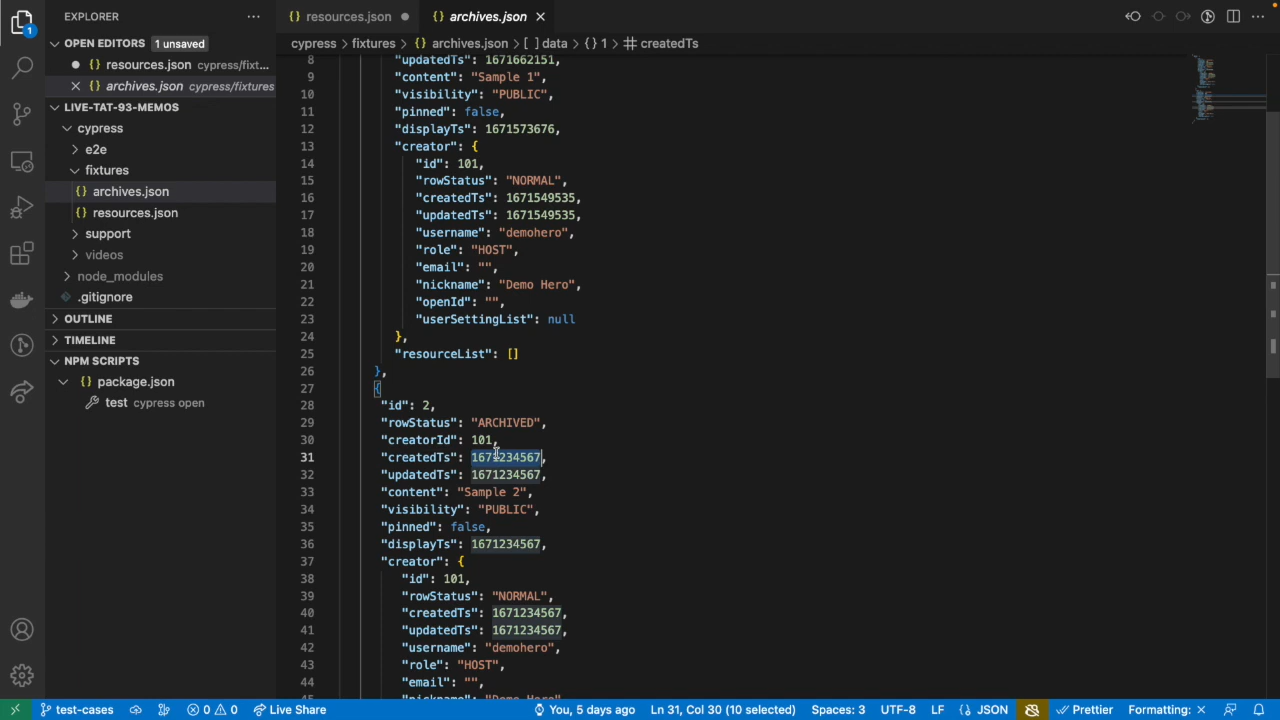 EXPLORER
OPEN EDITORS 1 unsaved
{} resources.json cypress/fixt...
{} archives.json cypress/fixtures
LIVE-TAT-93-MEMOS
cypress
e2e
fixtures
{} archives.json
{} resources.json
support
videos
node_modules
.gitignore
OUTLINE
TIMELINE
NPM SCRIPTS
{} package.json
test cypress open
1
{} resources.json
{} archives.json
cypress > fixtures > {} archives.json > [ ] data > {} 1 > # createdTs
8 "updatedTs": 1671662151,
9 "content": "Sample 1",
10 "visibility": "PUBLIC",
11 "pinned": false,
12 "displayTs": 1671573676,
13 "creator": {
14 "id": 101,
15 "rowStatus": "NORMAL",
16 "createdTs": 1671549535,
17 "updatedTs": 1671549535,
18 "username": "demohero",
19 "role": "HOST",
20 "email": "",
21 "nickname": "Demo Hero",
22 "openId": "",
23 "userSettingList": null
24 },
25 "resourceList": []
26 },
27 {
28 "id": 2,
29 "rowStatus": "ARCHIVED",
30 "creatorId": 101,
31 "createdTs": 1671234567,
32 "updatedTs": 1671234567,
33 "content": "Sample 2",
34 "visibility": "PUBLIC",
35 "pinned": false,
36 "displayTs": 1671234567,
37 "creator": {
38 "id": 101,
39 "rowStatus": "NORMAL",
40 "createdTs": 1671234567,
41 "updatedTs": 1671234567,
42 "username": "demohero",
43 "role": "HOST",
44 "email": "",
45 "nickname": "Demo Hero"
test-cases 0 0 Live Share You, 5 days ago Ln 31, Col 30 (10 selected) Spaces: 3 UTF-8 LF {} JSON Prettier Formatting: ×